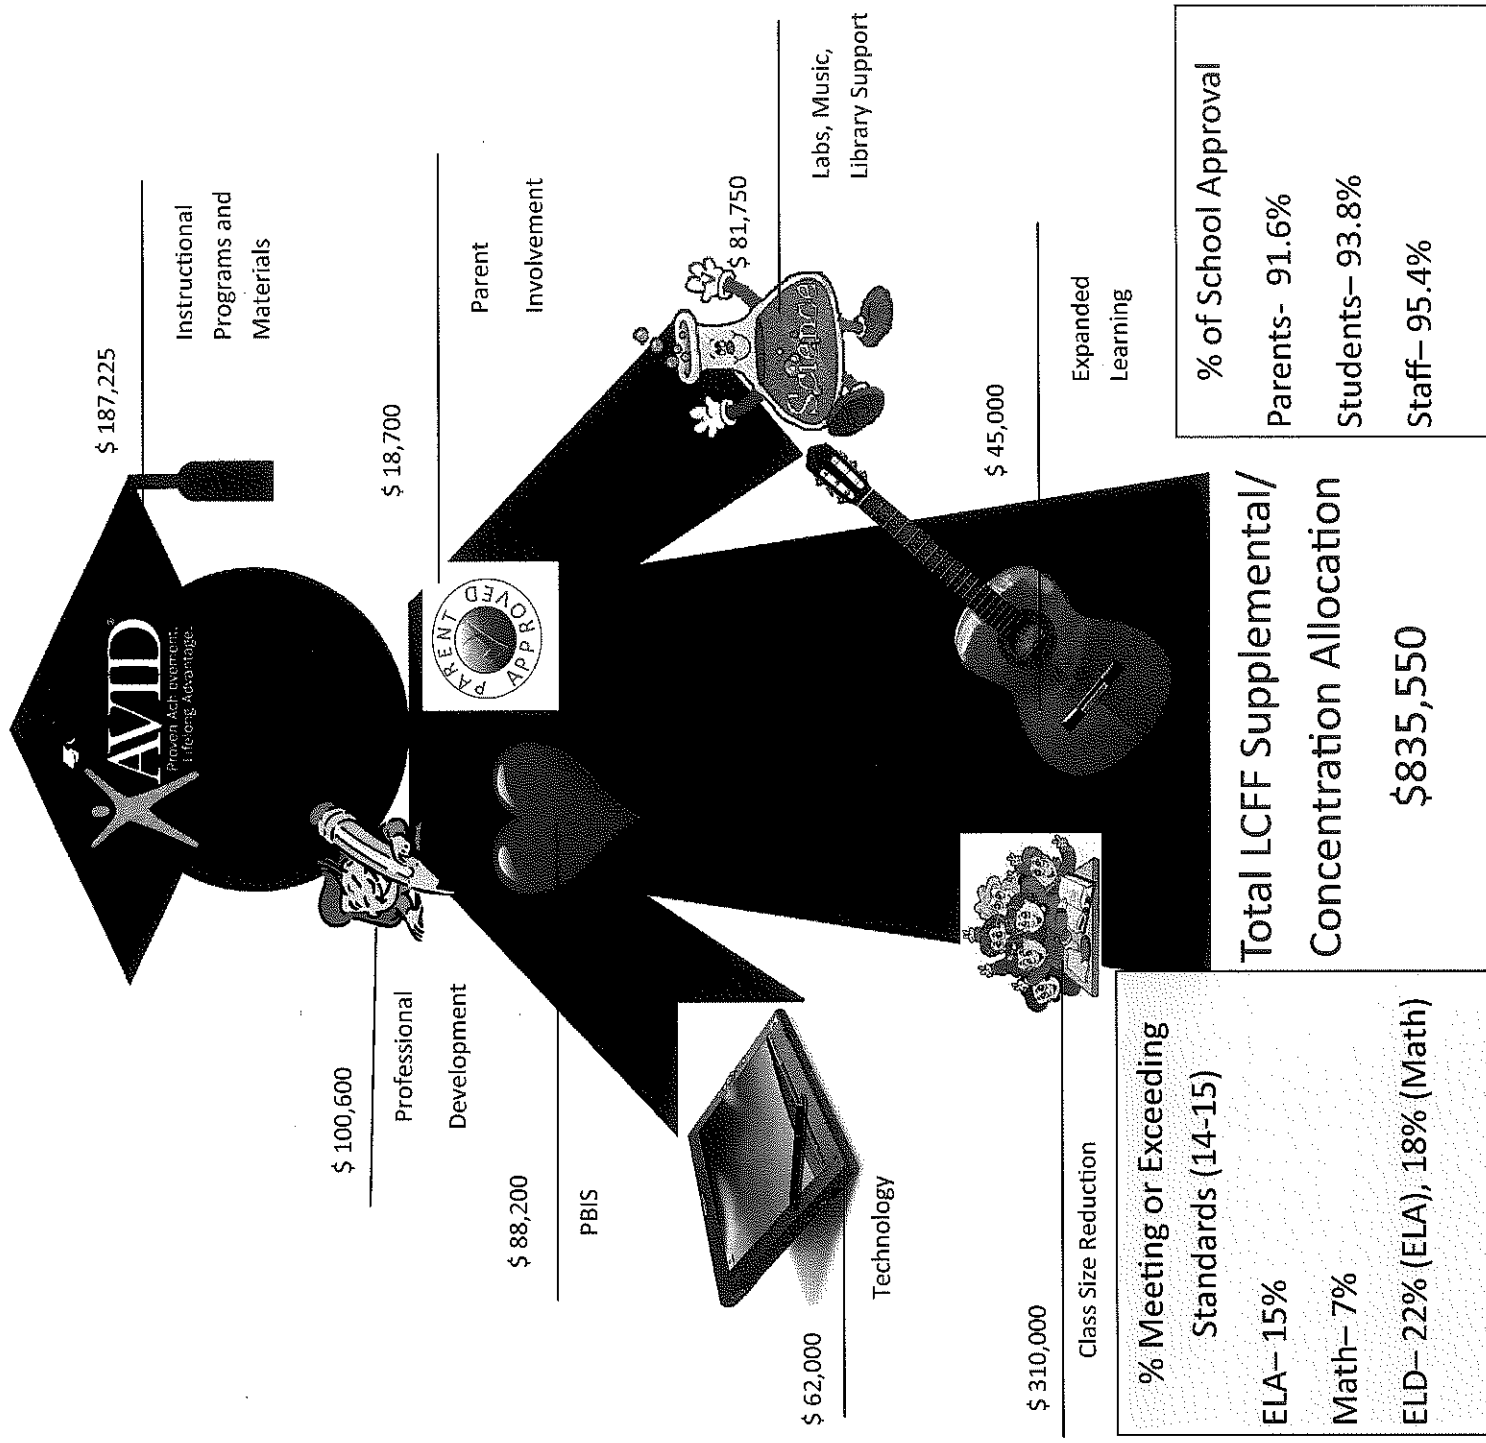 AVID®
Proven Achievement.
Lifelong Advantage.
$ 187,225
Instructional
Programs and
Materials
$ 100,600
Professional
Development
$ 18,700
Parent
Involvement
PARENT APPROVED
$ 88,200
PBIS
$ 81,750
Labs, Music,
Library Support
Science
$ 62,000
Technology
$ 45,000
Expanded
Learning
$ 310,000
Class Size Reduction
% Meeting or Exceeding
Standards (14-15)
ELA– 15%
Math– 7%
ELD– 22% (ELA), 18% (Math)
Total LCFF Supplemental/
Concentration Allocation
$835,550
% of School Approval
Parents- 91.6%
Students– 93.8%
Staff– 95.4%